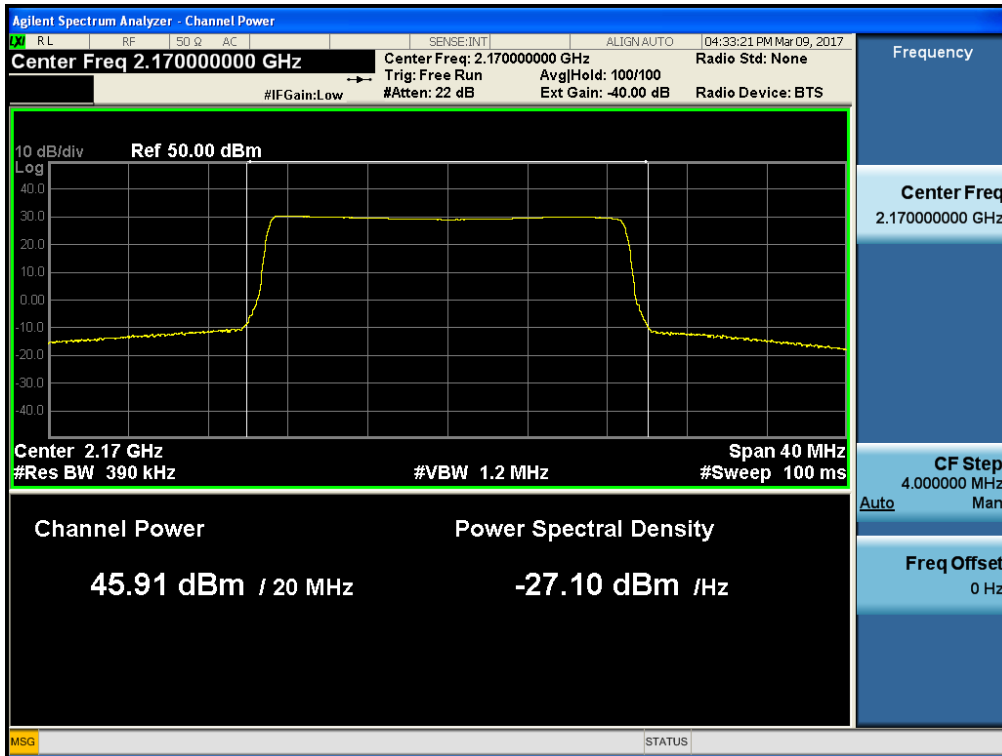 Agilent Spectrum Analyzer - Channel Power
LXI RL RF 50 Ω AC SENSE:INT ALIGN AUTO 04:33:21 PM Mar 09, 2017
Center Freq 2.170000000 GHz
#IFGain:Low
Center Freq: 2.170000000 GHz
Trig: Free Run Avg|Hold: 100/100
#Atten: 22 dB Ext Gain: -40.00 dB
Radio Std: None
Radio Device: BTS
10 dB/div Ref 50.00 dBm
Log
40.0
30.0
20.0
10.0
0.00
-10.0
-20.0
-30.0
-40.0
Center 2.17 GHz Span 40 MHz
#Res BW 390 kHz #VBW 1.2 MHz #Sweep 100 ms
Channel Power Power Spectral Density
45.91 dBm / 20 MHz -27.10 dBm /Hz
Frequency
Center Freq
2.170000000 GHz
CF Step
4.000000 MHz
Auto Man
Freq Offset
0 Hz
MSG STATUS